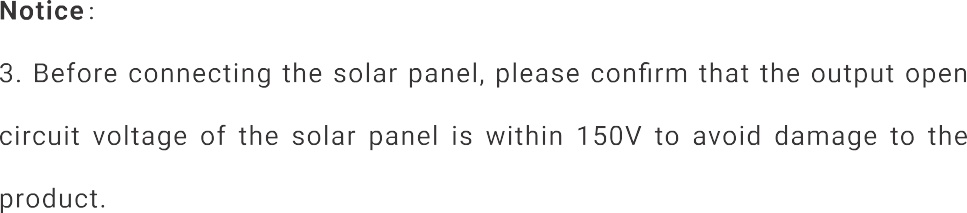 Notice:
3. Before connecting the solar panel, please confirm that the output open
circuit voltage of the solar panel is within 150V to avoid damage to the
product.